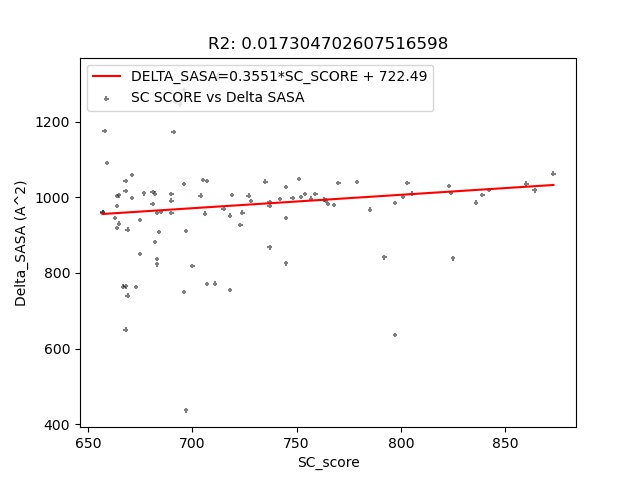 R2: 0.017304702607516598
DELTA_SASA=0.3551*SC_SCORE + 722.49
SC SCORE vs Delta SASA
Delta_SASA (A^2)
1200
1000
800
600
400
650 700 750 800 850
SC_score